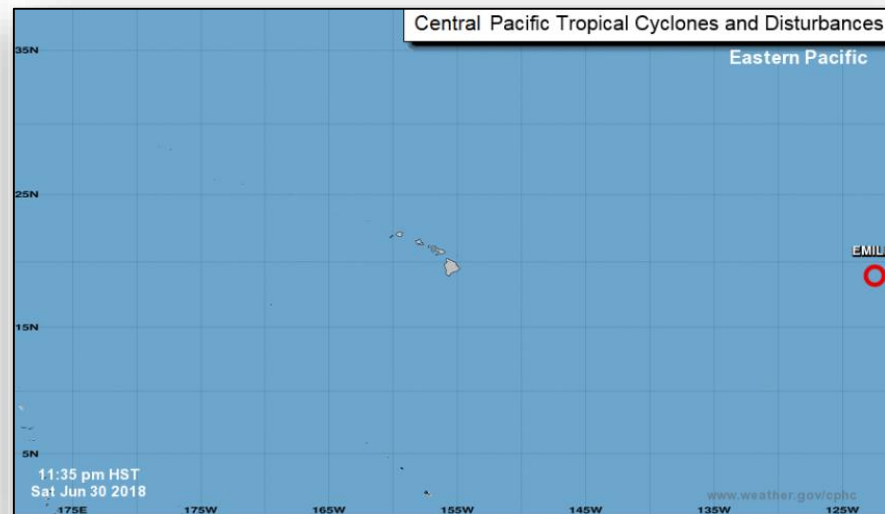 Central Pacific Tropical Cyclones and Disturbances
Eastern Pacific
35N
25N
EMIL
15N
5N
11:35 pm HST
Sat Jun 30 2018
www.weather.gov/cphc
175E
175W
165W
155W
145W
135W
125W